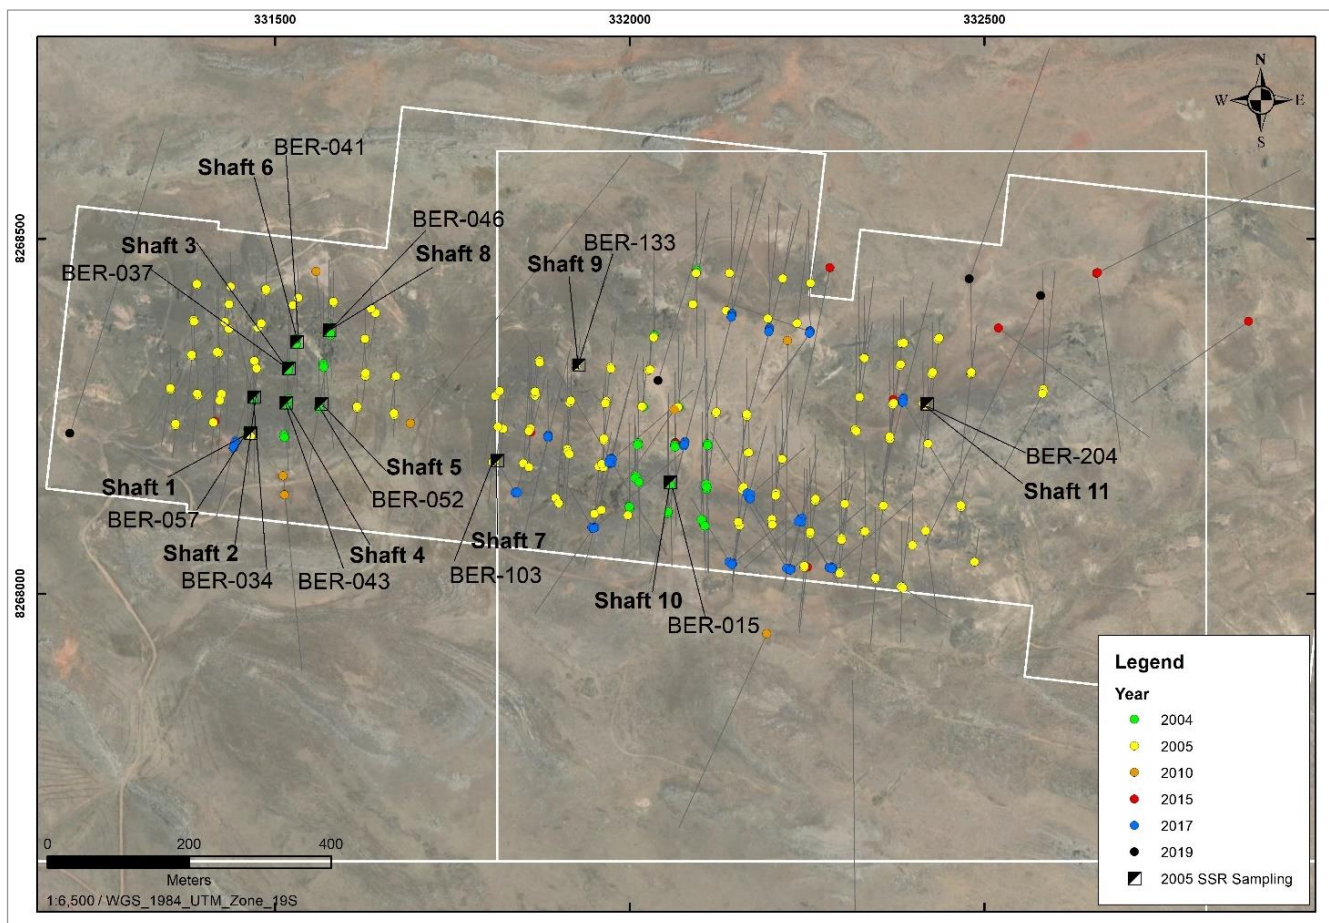 331500
332000
332500
N
W
E
S
BER-041
Shaft 6
BER-046
Shaft 3
Shaft 8
BER-037
BER-133
Shaft 9
8268500
BER-204
Shaft 11
Shaft 5
BER-052
Shaft 1
BER-057
Shaft 2
Shaft 4
BER-034
BER-043
Shaft 7
BER-103
Shaft 10
BER-015
8268000
Legend
Year
2004
2005
2010
2015
2017
2019
2005 SSR Sampling
0
200
400
Meters
1:6,500 / WGS_1984_UTM_Zone_19S